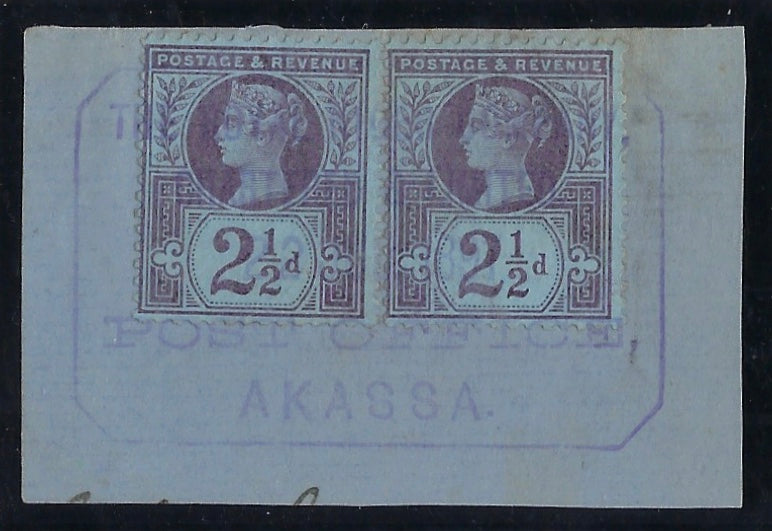 POSTAGE & REVENUE POSTAGE & REVENUE
2½d 2½d
POST OFFICE,
AKASSA.